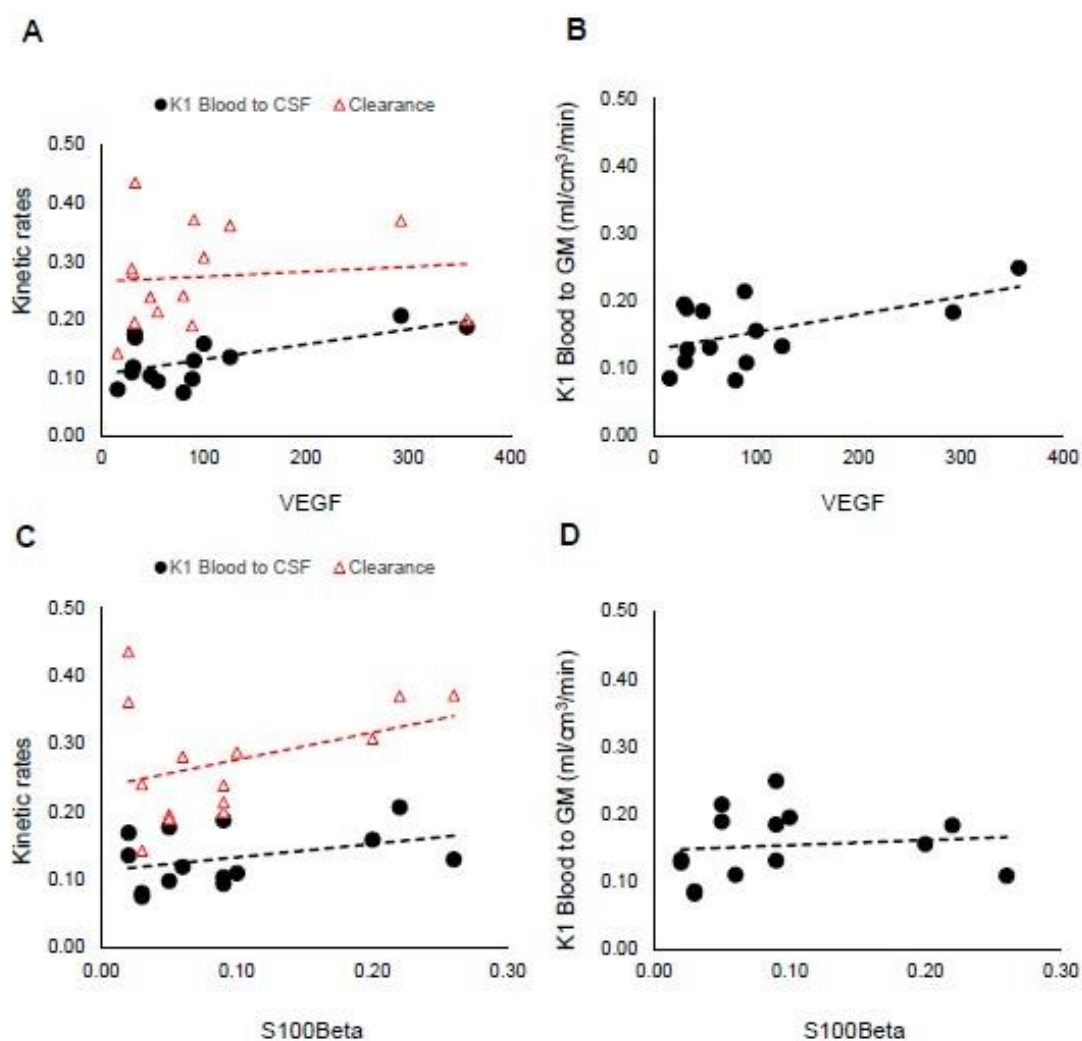 A
B
● K1 Blood to CSF △ Clearance
Kinetic rates
0.50
0.40
0.30
0.20
0.10
0.00
0 100 200 300 400
VEGF
K1 Blood to GM (ml/cm³/min)
0.50
0.40
0.30
0.20
0.10
0.00
0 100 200 300 400
VEGF
C
D
● K1 Blood to CSF △ Clearance
Kinetic rates
0.50
0.40
0.30
0.20
0.10
0.00
0.00 0.10 0.20 0.30
S100Beta
K1 Blood to GM (ml/cm³/min)
0.50
0.40
0.30
0.20
0.10
0.00
0.00 0.10 0.20 0.30
S100Beta